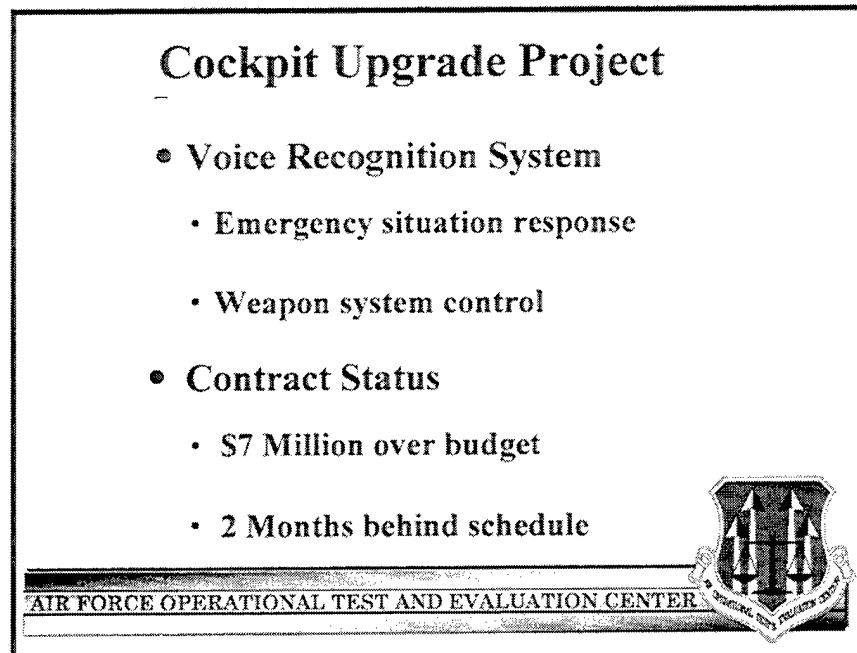 Cockpit Upgrade Project
• Voice Recognition System
· Emergency situation response
· Weapon system control
• Contract Status
· $7 Million over budget
· 2 Months behind schedule
AIR FORCE OPERATIONAL TEST AND EVALUATION CENTER